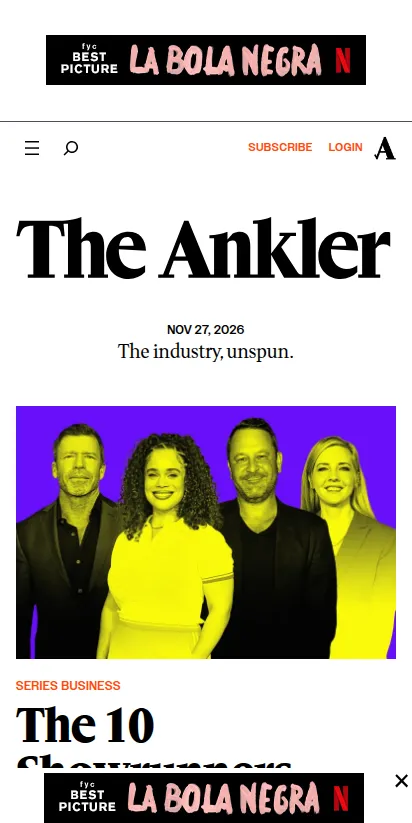 fyc
BEST
PICTURE
LA BOLA NEGRA
N
SUBSCRIBE
LOGIN
A
The Ankler
NOV 27, 2026
The industry, unspun.
SERIES BUSINESS
The 10
Showrunners
fyc
BEST
PICTURE
LA BOLA NEGRA
N